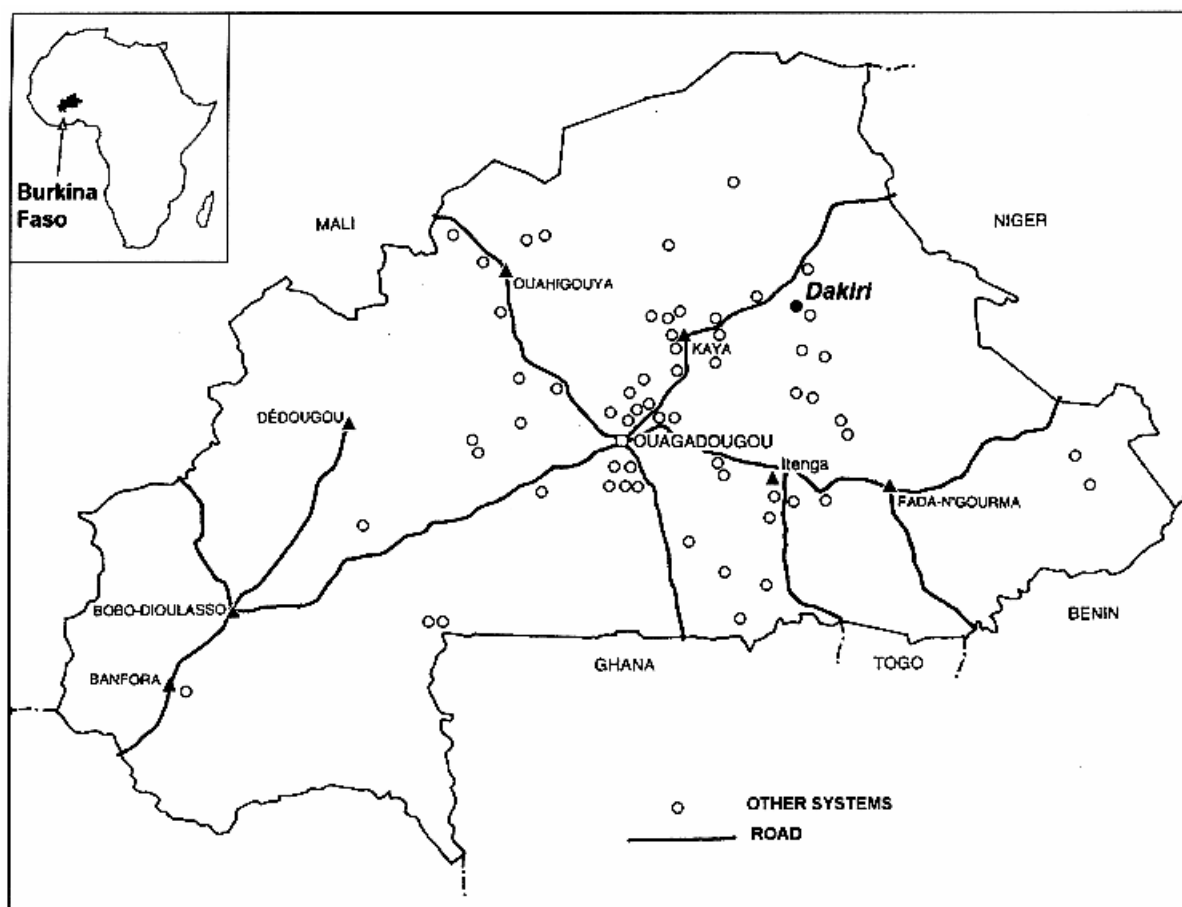 Burkina
Faso
MALI
NIGER
OUAHIGOUYA
Dakiri
KAYA
DÉDOUGOU
OUAGADOUGOU
Itenga
FADA-N'GOURMA
BOBO-DIOULASSO
BENIN
GHANA
TOGO
BANFORA
OTHER SYSTEMS
ROAD